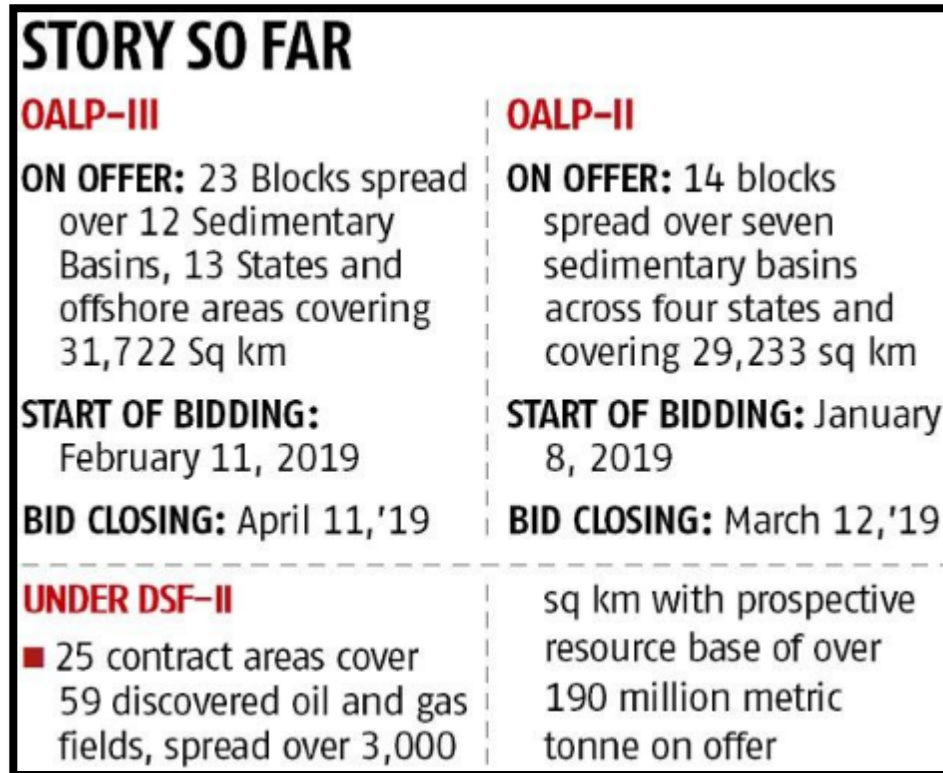 STORY SO FAR
OALP-III
ON OFFER: 23 Blocks spread
over 12 Sedimentary
Basins, 13 States and
offshore areas covering
31,722 Sq km
START OF BIDDING:
February 11, 2019
BID CLOSING: April 11,'19
OALP-II
ON OFFER: 14 blocks
spread over seven
sedimentary basins
across four states and
covering 29,233 sq km
START OF BIDDING: January
8, 2019
BID CLOSING: March 12,'19
UNDER DSF-II
■ 25 contract areas cover
59 discovered oil and gas
fields, spread over 3,000
sq km with prospective
resource base of over
190 million metric
tonne on offer